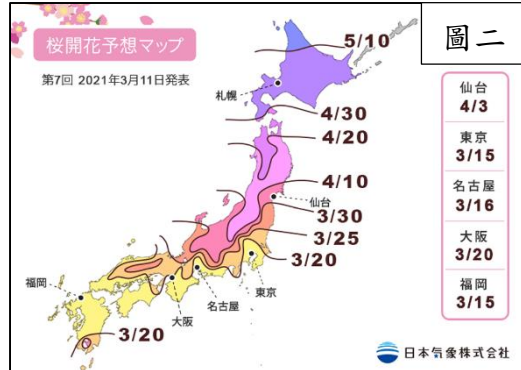 桜開花予想マップ
第7回 2021年3月11日発表
圖二
5/10
札幌
4/30
4/20
4/10
仙台
3/30
3/25
3/20
東京
名古屋
大阪
福岡
3/20
仙台
4/3
東京
3/15
名古屋
3/16
大阪
3/20
福岡
3/15
日本気象株式会社